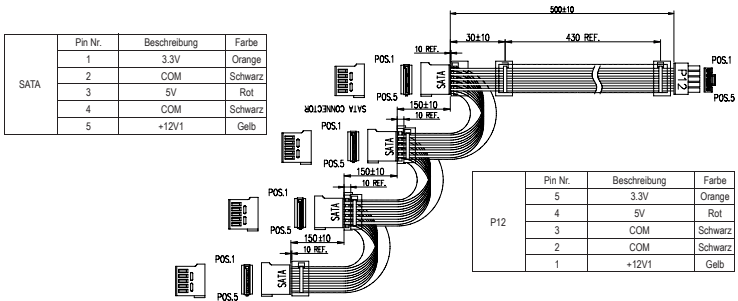 500±10
30±10
430 REF.
10 REF.
POS.1
POS.5
SATA
P12
POS.1
POS.5
SATA CONNECTOR
Pin Nr. Beschreibung Farbe
SATA
1 3.3V Orange
2 COM Schwarz
3 5V Rot
4 COM Schwarz
5 +12V1 Gelb
150±10
10 REF.
POS.1
POS.5
SATA
150±10
10 REF.
POS.1
POS.5
SATA
150±10
10 REF.
POS.1
POS.5
SATA
Pin Nr. Beschreibung Farbe
P12
5 3.3V Orange
4 5V Rot
3 COM Schwarz
2 COM Schwarz
1 +12V1 Gelb